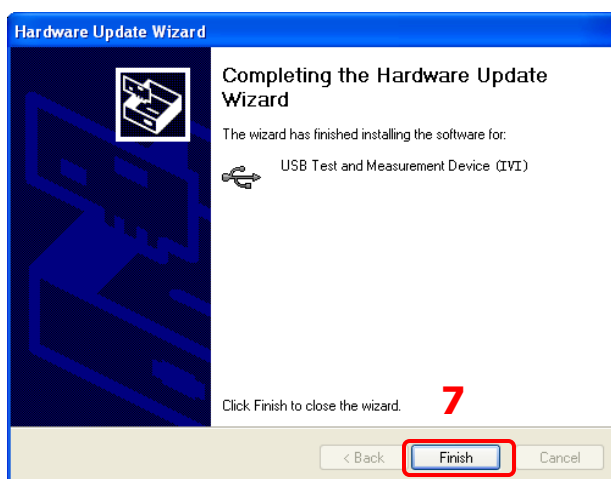 Hardware Update Wizard
Completing the Hardware Update
Wizard
The wizard has finished installing the software for:
USB Test and Measurement Device (IVI)
Click Finish to close the wizard.
7
< Back
Finish
Cancel